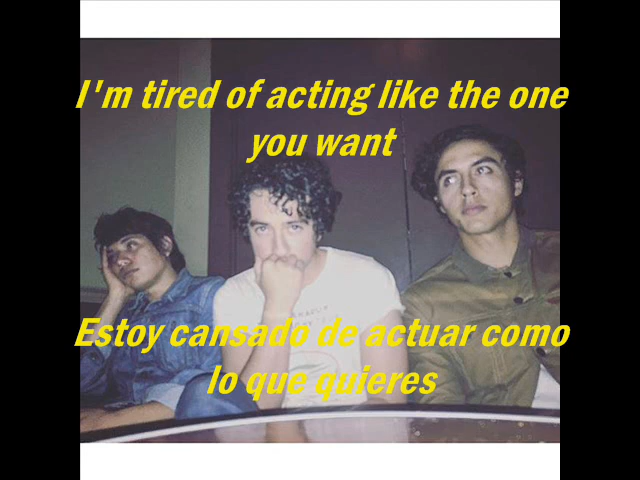 I'm tired of acting like the one
you want
Estoy cansado de actuar como
lo que quieres